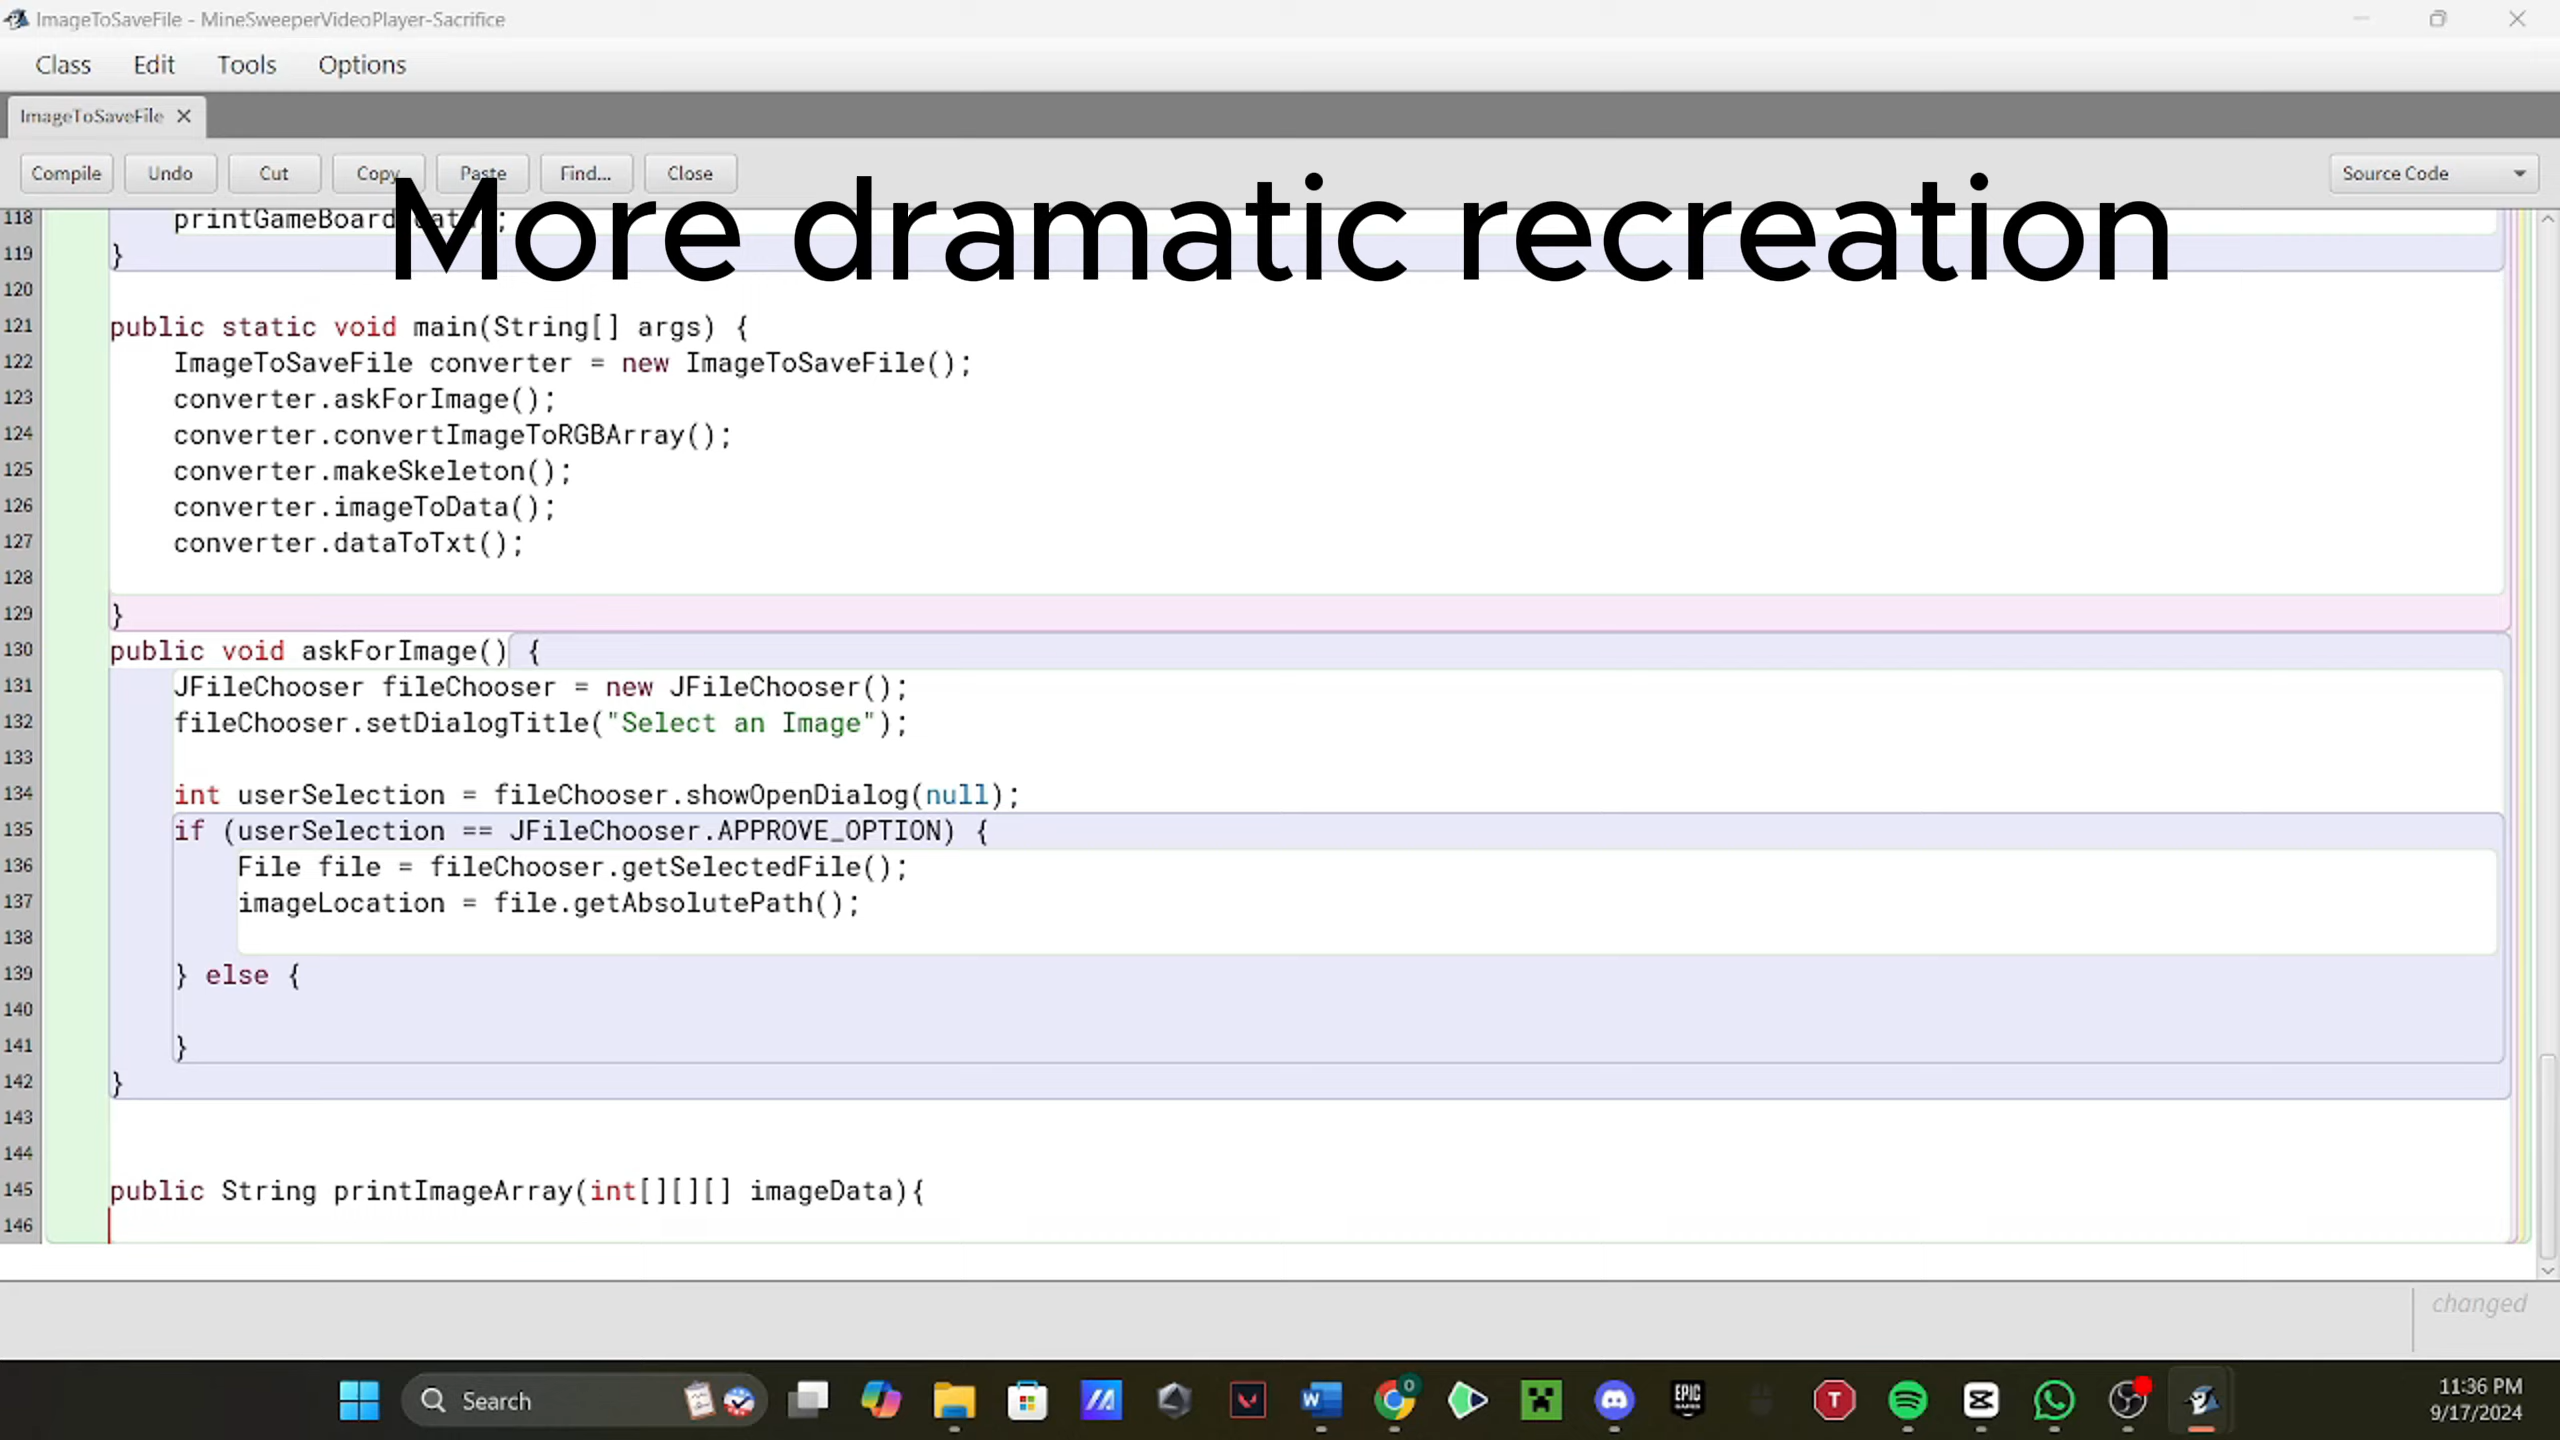 ImageToSaveFile - MineSweeperVideoPlayer-Sacrifice
Class Edit Tools Options
ImageToSaveFile
Compile Undo Cut Copy Paste Find... Close Source Code
More dramatic recreation
118 printGameBoard
119 }
120
121 public static void main(String[] args) {
122 ImageToSaveFile converter = new ImageToSaveFile();
123 converter.askForImage();
124 converter.convertImageToRGBArray();
125 converter.makeSkeleton();
126 converter.imageToData();
127 converter.dataToTxt();
128
129 }
130 public void askForImage() {
131 JFileChooser fileChooser = new JFileChooser();
132 fileChooser.setDialogTitle("Select an Image");
133
134 int userSelection = fileChooser.showOpenDialog(null);
135 if (userSelection == JFileChooser.APPROVE_OPTION) {
136 File file = fileChooser.getSelectedFile();
137 imageLocation = file.getAbsolutePath();
138
139 } else {
140
141 }
142 }
143
144
145 public String printImageArray(int[][][] imageData){
146
changed
Search
EPIC GAMES
11:36 PM
9/17/2024